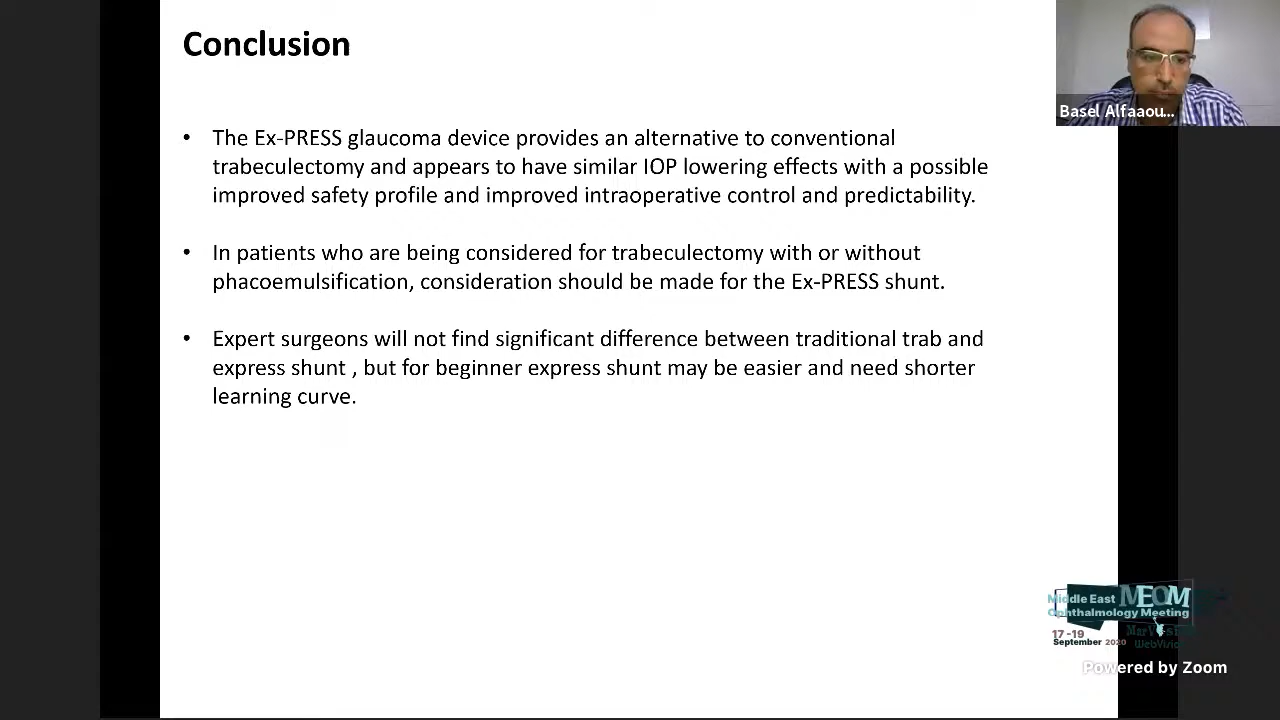 Conclusion
Basel Alfaaou...
• The Ex-PRESS glaucoma device provides an alternative to conventional
trabeculectomy and appears to have similar IOP lowering effects with a possible
improved safety profile and improved intraoperative control and predictability.
• In patients who are being considered for trabeculectomy with or without
phacoemulsification, consideration should be made for the Ex-PRESS shunt.
• Expert surgeons will not find significant difference between traditional trab and
express shunt , but for beginner express shunt may be easier and need shorter
learning curve.
Middle East MEOM
Ophthalmology Meeting
17-19
September 2020
Powered by Zoom